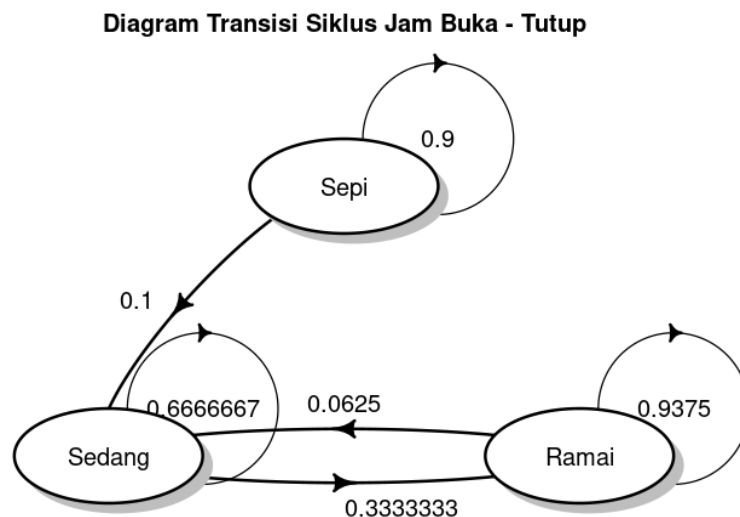 Diagram Transisi Siklus Jam Buka - Tutup
0.9
Sepi
0.1
0.6666667
0.0625
0.9375
Sedang
Ramai
0.3333333